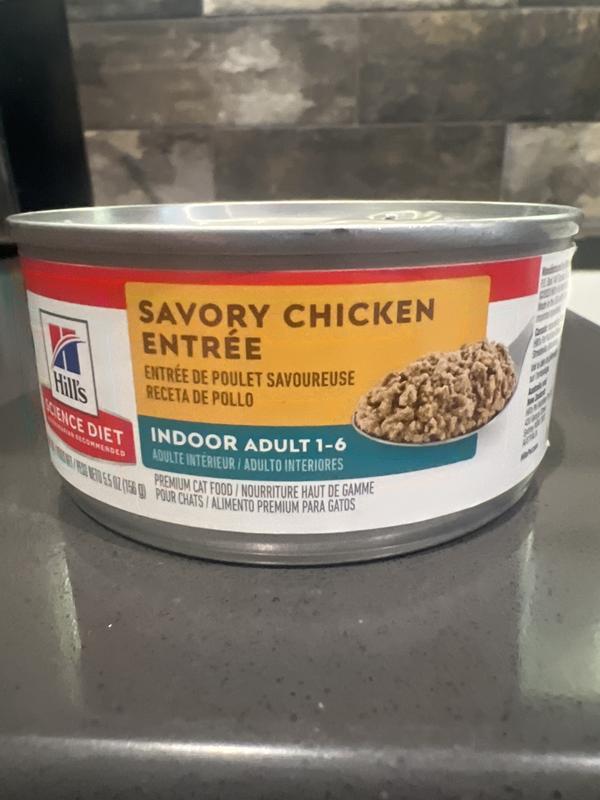 SAVORY CHICKEN
ENTRÉE
ENTRÉE DE POULET SAVOUREUSE
RECETA DE POLLO
Hill's
SCIENCE DIET
RECOMMENDED
INDOOR ADULT 1-6
ADULTE INTÉRIEUR / ADULTO INTERIORES
NETO 5.5 OZ (156 g)
PREMIUM CAT FOOD / NOURRITURE HAUT DE GAMME
POUR CHATS / ALIMENTO PREMIUM PARA GATOS